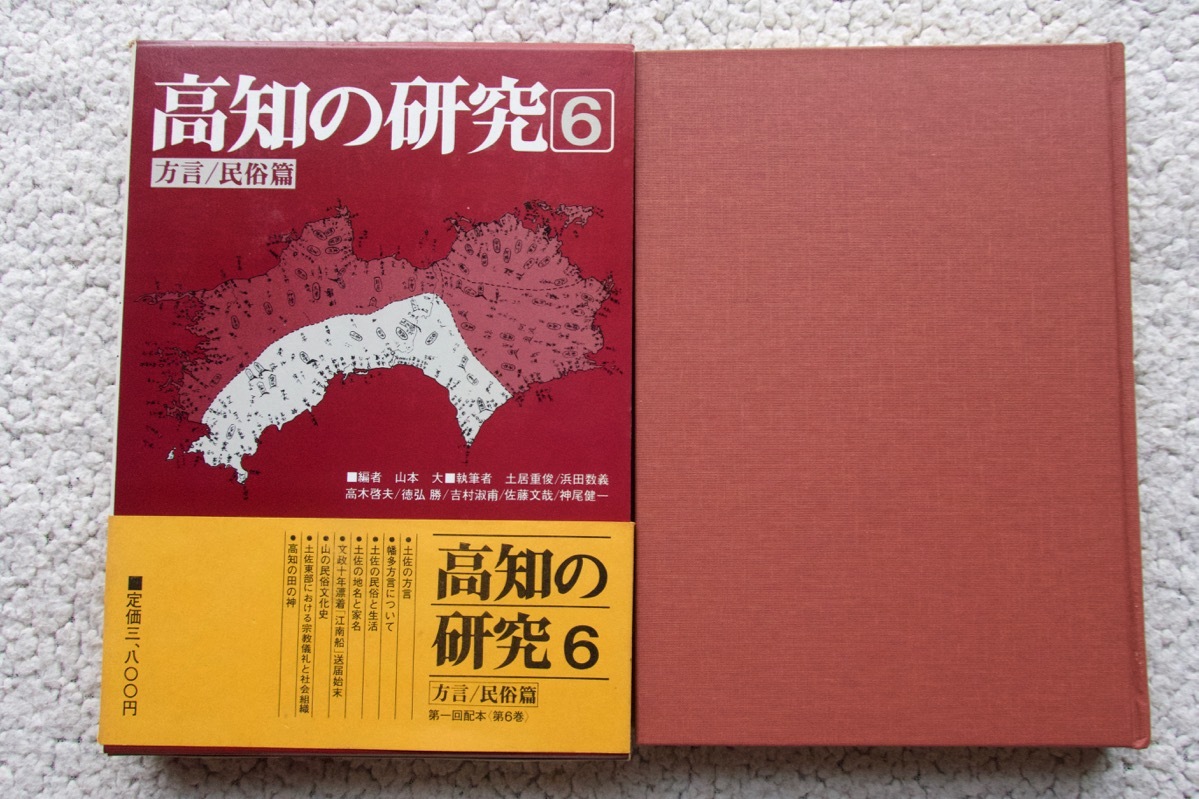 高知の研究6
方言/民俗篇
■編者 山本 大■執筆者 土居重俊/浜田数義
高木啓夫/徳弘 勝/吉村淑甫/佐藤文哉/神尾健一
高知の
研究6
方言/民俗篇
第一回配本〈第6巻〉
●土佐の方言
●幡多方言について
●土佐の民俗と生活
●土佐の地名と家名
●文政十年漂着「江南船」送届始末
●山の民俗文化史
●土佐東部における宗教儀礼と社会組織
●高知の田の神
■定価三、八〇〇円